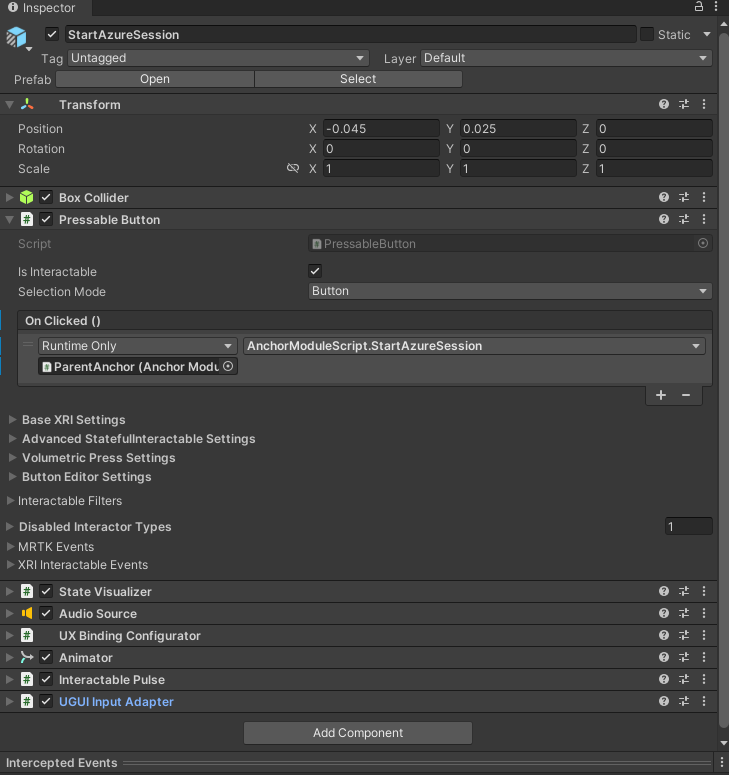 Inspector
StartAzureSession Static
Tag Untagged Layer Default
Prefab Open Select
Transform
Position X -0.045 Y 0.025 Z 0
Rotation X 0 Y 0 Z 0
Scale X 1 Y 1 Z 1
Box Collider
Pressable Button
Script PressableButton
Is Interactable
Selection Mode Button
On Clicked ()
Runtime Only AnchorModuleScript.StartAzureSession
ParentAnchor (Anchor Modu
Base XRI Settings
Advanced StatefulInteractable Settings
Volumetric Press Settings
Button Editor Settings
Interactable Filters
Disabled Interactor Types 1
MRTK Events
XRI Interactable Events
State Visualizer
Audio Source
UX Binding Configurator
Animator
Interactable Pulse
UGUI Input Adapter
Add Component
Intercepted Events